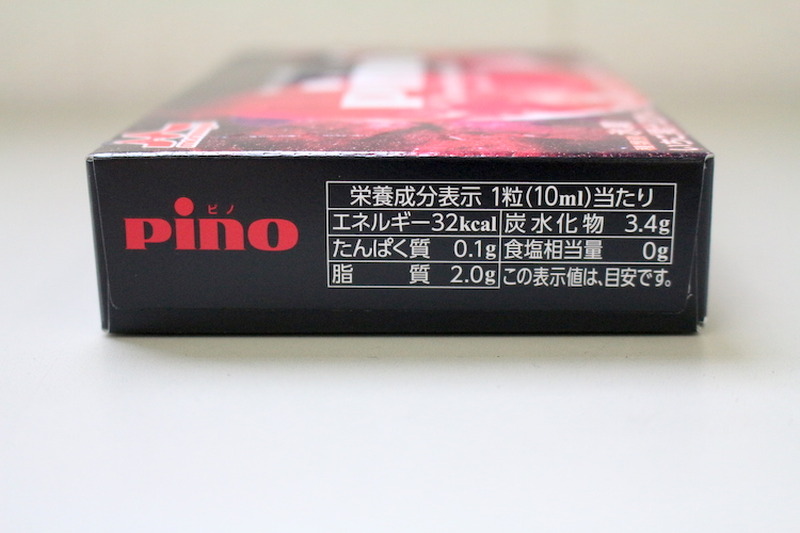 ピノ
pino
栄養成分表示 1粒(10ml)当たり
エネルギー32kcal 炭水化物 3.4g
たんぱく質 0.1g 食塩相当量 0g
脂質 2.0g この表示値は、目安です。